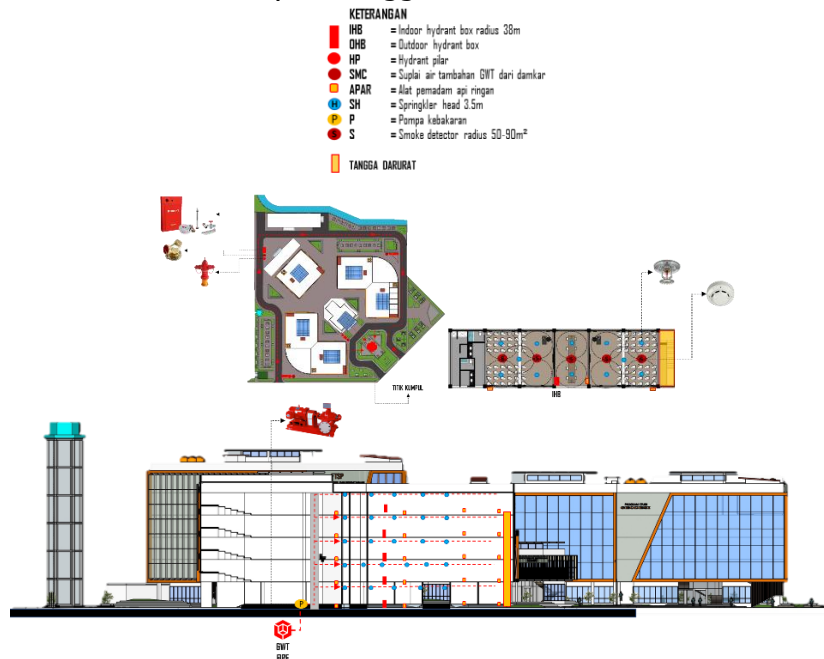 KETERANGAN
IHB = Indoor hydrant box radius 38m
OHB = Outdoor hydrant box
HP = Hydrant pilar
SMC = Suplai air tambahan GWT dari damkar
APAR = Alat pemadam api ringan
H SH = Springkler head 3.5m
P P = Pompa kebakaran
S S = Smoke detector radius 50-90m²
TANGGA DARURAT
TITIK KUMPUL
IHB
P
GWT
FIRE